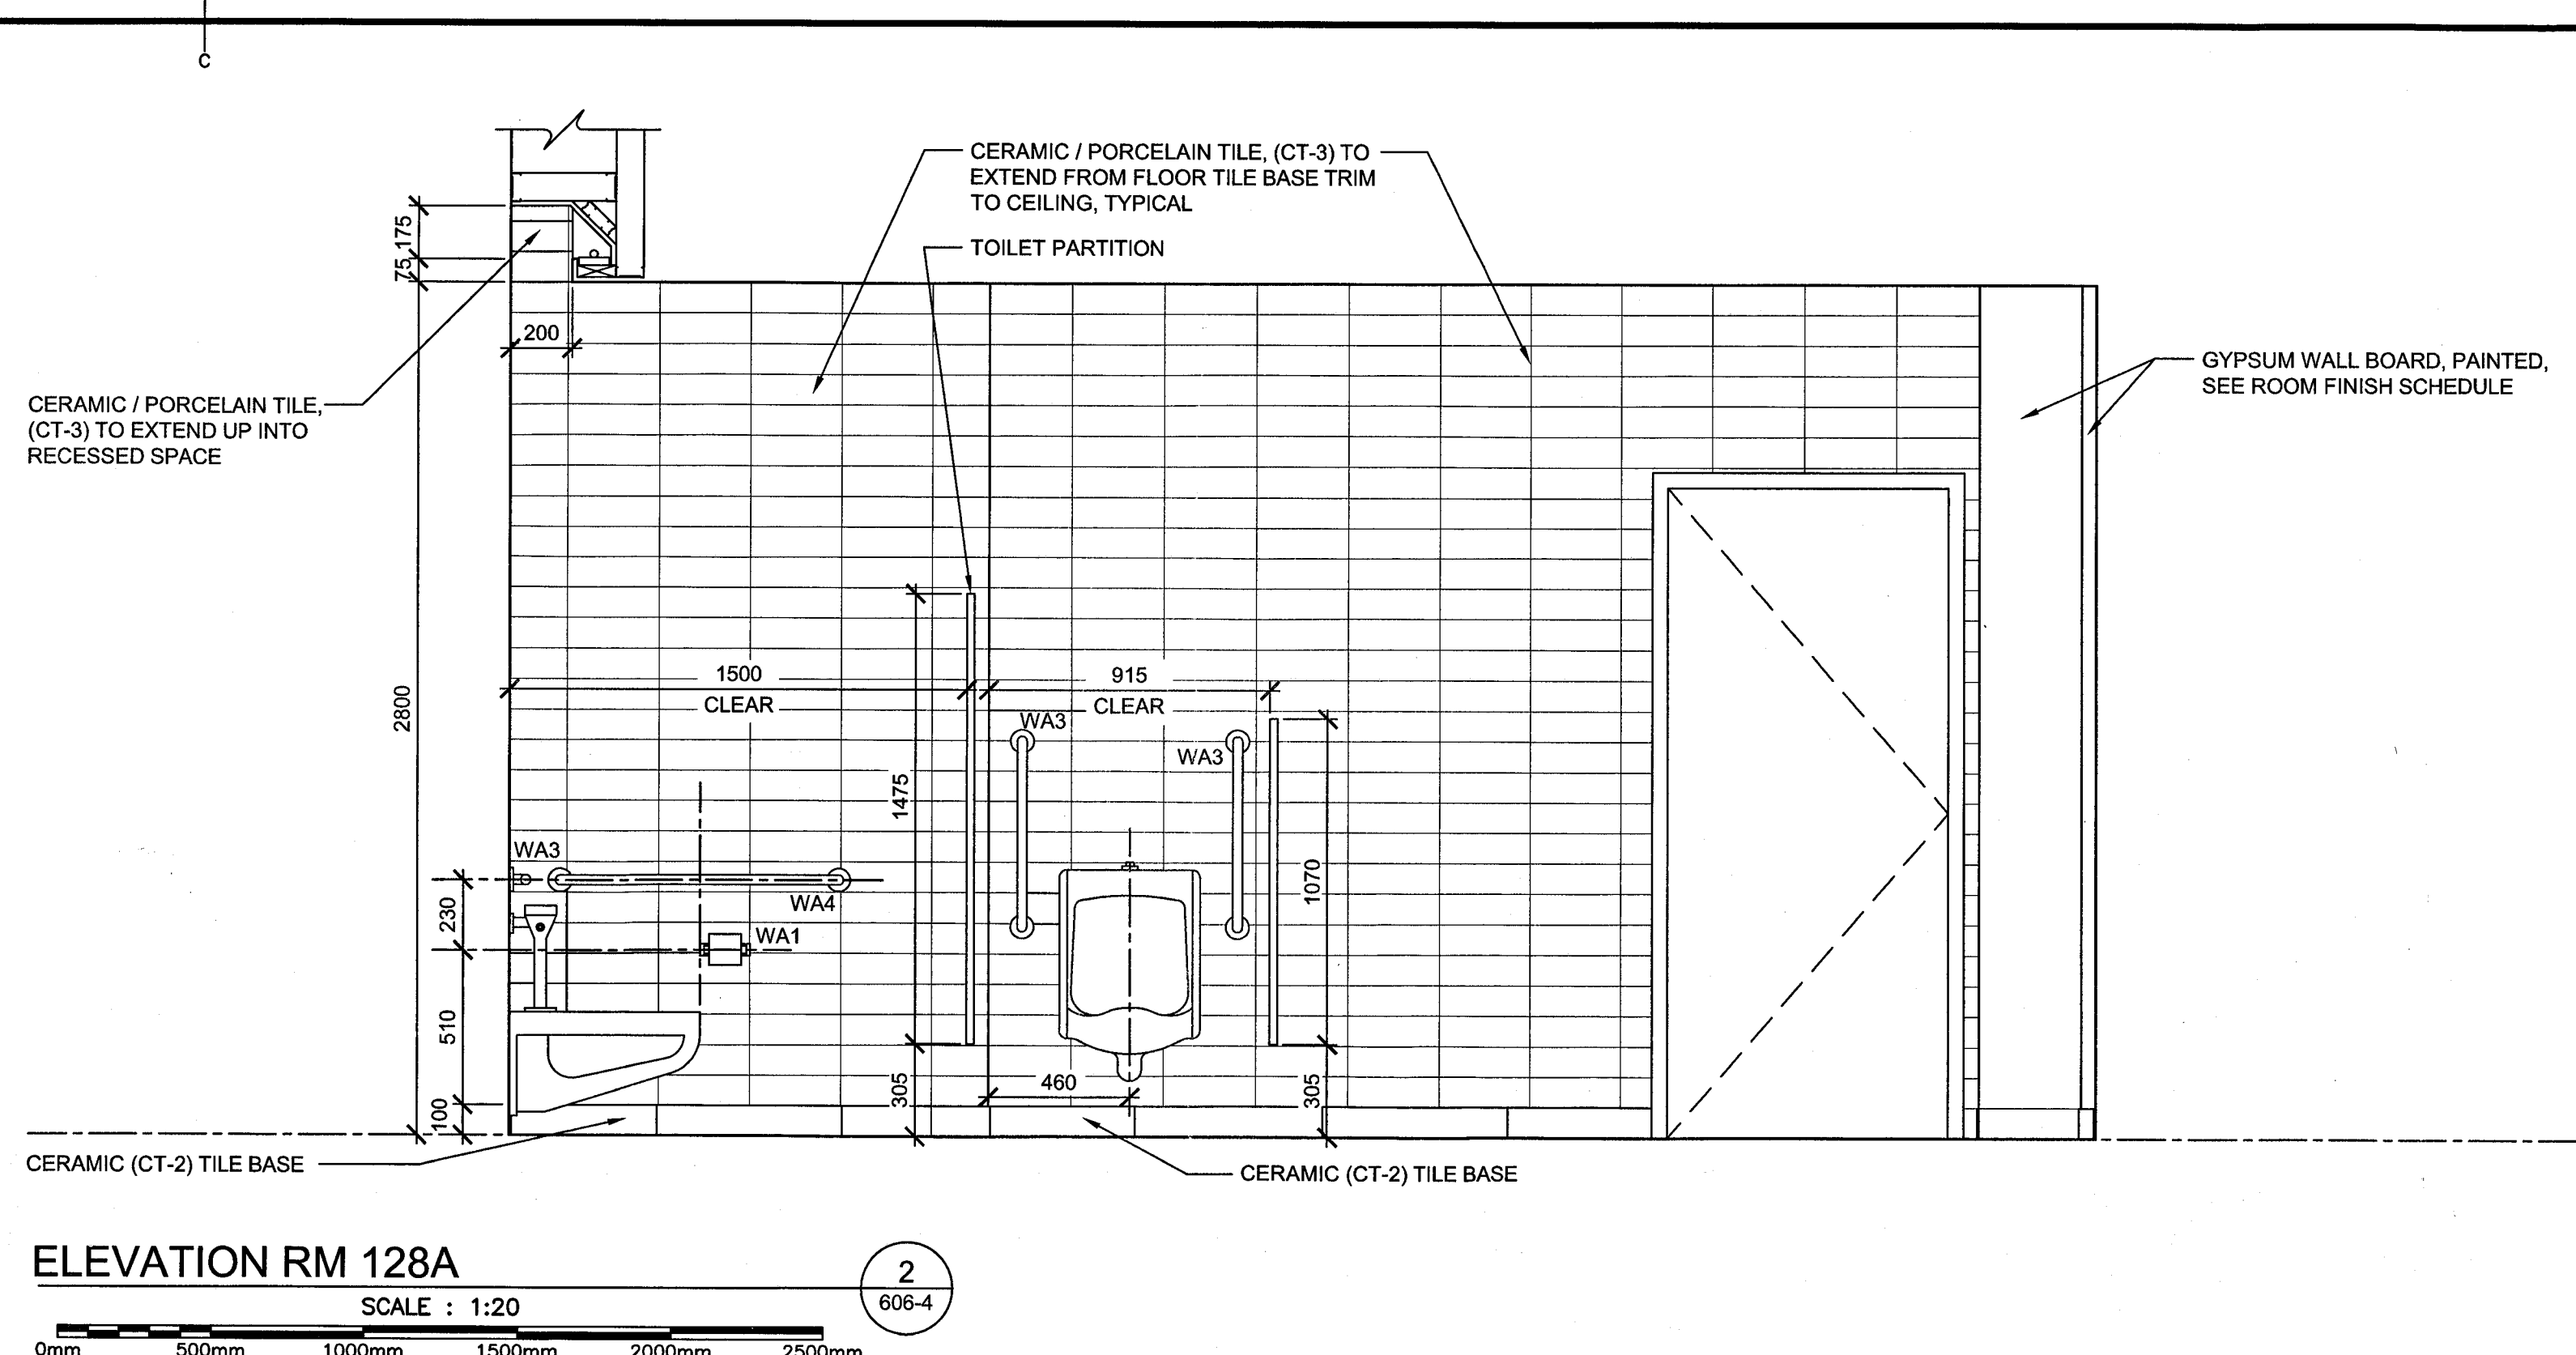 C
CERAMIC / PORCELAIN TILE, (CT-3) TO
EXTEND FROM FLOOR TILE BASE TRIM
TO CEILING, TYPICAL
TOILET PARTITION
175
75
200
CERAMIC / PORCELAIN TILE,
(CT-3) TO EXTEND UP INTO
RECESSED SPACE
GYPSUM WALL BOARD, PAINTED,
SEE ROOM FINISH SCHEDULE
2800
1500
CLEAR
915
CLEAR
WA3
WA3
1475
1070
WA3
WA4
WA1
230
510
100
305
460
305
CERAMIC (CT-2) TILE BASE
CERAMIC (CT-2) TILE BASE
ELEVATION RM 128A
2
606-4
SCALE : 1:20
0mm 500mm 1000mm 1500mm 2000mm 2500mm